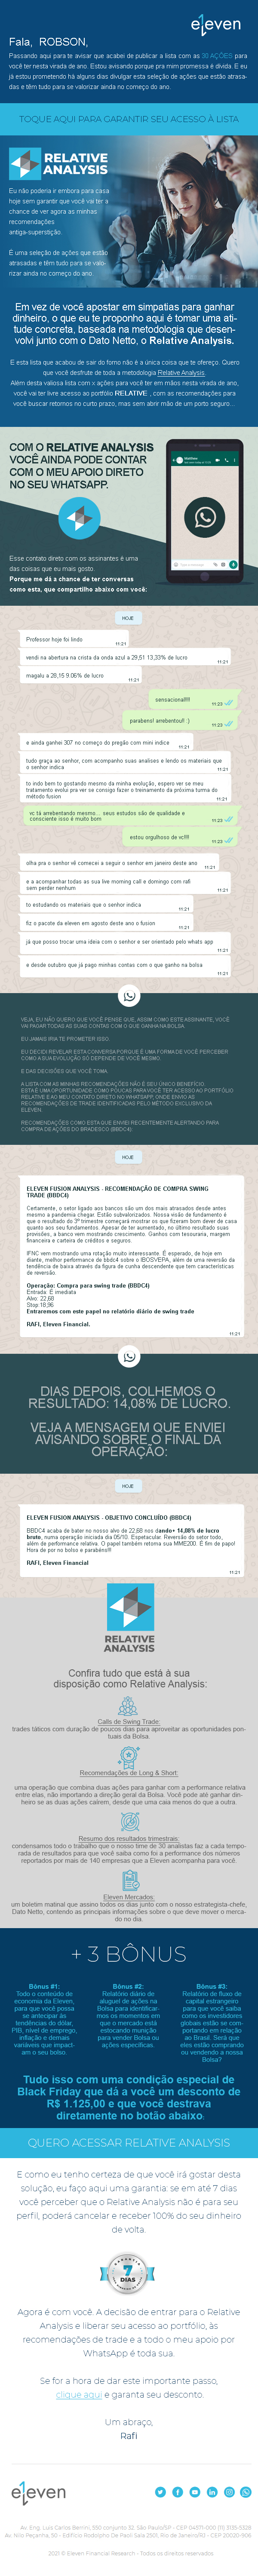 eleven
Fala, ROBSON,
Passando aqui para te avisar que acabei de publicar a lista com as 30 AÇÕES para
você ter nesta virada de ano. Estou avisando porque pra mim promessa é dívida. E eu
já estou prometendo há alguns dias divulgar esta seleção de ações que estão atrasa-
das e têm tudo para se valorizar ainda no começo do ano.
TOQUE AQUI PARA GARANTIR SEU ACESSO À LISTA
RELATIVE
ANALYSIS
Eu não poderia ir embora para casa
hoje sem garantir que você vai ter a
chance de ver agora as minhas
recomendações
antiga-superstição.
É uma seleção de ações que estão
atrasadas e têm tudo para se valo-
rizar ainda no começo do ano.
Em vez de você apostar em simpatias para ganhar
dinheiro, o que eu te proponho aqui é tomar uma ati-
tude concreta, baseada na metodologia que desen-
volvi junto com o Dato Netto, o Relative Analysis.
E esta lista que acabou de sair do forno não é a única coisa que te ofereço. Quero
que você desfrute de toda a metodologia Relative Analysis.
Além desta valiosa lista com x ações para você ter em mãos nesta virada de ano,
você vai ter livre acesso ao portfólio RELATIVE , com as recomendações para
você buscar retornos no curto prazo, mas sem abrir mão de um porto seguro...
COM O RELATIVE ANALYSIS
VOCÊ AINDA PODE CONTAR
COM O MEU APOIO DIRETO
NO SEU WHATSAPP.
Esse contato direto com os assinantes é uma
das coisas que eu mais gosto.
Porque me dá a chance de ter conversas
como esta, que compartilho abaixo com você:
HOJE
Professor hoje foi lindo
11:21
vendi na abertura na crista da onda azul a 29,51 13,33% de lucro
11:21
magalu a 28,15 9.06% de lucro
11:21
sensacional!!!!
11:23
parabens! arrebentou!! :)
11:23
e ainda ganhei 307 no começo do pregão com mini indice
11:21
tudo graça ao senhor, com acompanho suas analises e lendo os materiais que
o senhor indica
11:21
to indo bem to gostando mesmo da minha evolução, espero ver se meu
tratamento evolui pra ver se consigo fazer o treinamento da próxima turma do
método fusion
11:21
vc tá arrebentando mesmo... seus estudos são de qualidade e
consciente isso é muito bom
11:23
estou orgulhoso de vc!!!!
11:23
olha pra o senhor vê comecei a seguir o senhor em janeiro deste ano
11:21
e a acompanhar todas as sua live morning call e domingo com rafi
sem perder nenhum
11:21
to estudando os materiais que o senhor indica
11:21
fiz o pacote da eleven em agosto deste ano o fusion
11:21
já que posso trocar uma ideia com o senhor e ser orientado pelo whats app
11:21
e desde outubro que já pago minhas contas com o que ganho na bolsa
11:21
VEJA, EU NÃO QUERO QUE VOCÊ PENSE QUE, ASSIM COMO ESTE ASSINANTE, VOCÊ
VAI PAGAR TODAS AS SUAS CONTAS COM O QUE GANHA NA BOLSA.
EU JAMAIS IRIA TE PROMETER ISSO.
EU DECIDI REVELAR ESTA CONVERSA PORQUE É UMA FORMA DE VOCÊ PERCEBER
COMO A SUA EVOLUÇÃO SÓ DEPENDE DE VOCÊ MESMO.
E DAS DECISÕES QUE VOCÊ TOMA.
A LISTA COM AS MINHAS RECOMENDAÇÕES NÃO É SEU ÚNICO BENEFÍCIO.
ESTA É UMA OPORTUNIDADE COMO POUCAS PARA VOCÊ TER ACESSO AO PORTFÓLIO
RELATIVE E AO MEU CONTATO DIRETO NO WHATSAPP, ONDE ENVIO AS
RECOMENDAÇÕES DE TRADE IDENTIFICADAS PELO MÉTODO EXCLUSIVO DA
ELEVEN.
RECOMENDAÇÕES COMO ESTA QUE ENVIEI RECENTEMENTE ALERTANDO PARA
COMPRA DE AÇÕES DO BRADESCO (BBDC4):
HOJE
ELEVEN FUSION ANALYSIS - RECOMENDAÇÃO DE COMPRA SWING
TRADE (BBDC4)
Certamente, o setor ligado aos bancos são um dos mais atrasados deste antes
mesmo a pandemia chegar. Estão subvalorizados. Nossa visão de fundamento é
que o resultado do 3º trimestre começará mostrar os que fizeram bom dever de casa
quanto aos seus fundamentos. Apesar de ter aumentado, no último resultado suas
provisões, a banco vem mostrando crescimento. Ganhos com tesouraria, margem
financeira e carteira de créditos e seguros.
IFNC vem mostrando uma rotação muito interessante. É esperado, de hoje em
diante, melhor performance de bbdc4 sobre o IBOSVEPA, além de uma reversão da
tendência de baixa através da figura de fundo descendente que tem características
de reversão.
Operação: Compra para swing trade (BBDC4)
Entrada: É imediata
Alvo: 22,68
Stop 18,96
Entraremos com este papel no relatório diário de swing trade
RAFI, Eleven Financial.
11:21
DIAS DEPOIS, COLHEMOS O
RESULTADO: 14,08% DE LUCRO.
VEJA A MENSAGEM QUE ENVIEI
AVISANDO SOBRE O FINAL DA
OPERAÇÃO:
HOJE
ELEVEN FUSION ANALYSIS - OBJETIVO CONCLUÍDO (BBDC4)
BBDC4 acaba de bater no nosso alvo de 22,68 nos dando+ 14,08% de lucro
bruto, numa operação iniciada dia 05/10. Espetacular. Reversão do setor todo,
além de performance relativa. O papel também retoma sua MME200. É fim de papo!
Hora de por no bolso e parabéns!!!
RAFI, Eleven Financial
11:21
RELATIVE
ANALYSIS
Confira tudo que está á sua
disposição como Relative Analysis:
Calls de Swing Trade:
trades táticos com duração de poucos dias para aproveitar as oportunidades pon-
tuais da Bolsa.
Recomendações de Long & Short:
uma operação que combina duas ações para ganhar com a performance relativa
entre elas, não importando a direção geral da Bolsa. Você pode até ganhar din-
heiro se as duas ações caírem, desde que uma caia menos do que a outra.
Resumo dos resultados trimestrais:
condensamos todo o trabalho que o nosso time de 30 analistas faz a cada tempo-
rada de resultados para que você saiba como foi a performance dos números
reportados por mais de 140 empresas que a Eleven acompanha para você.
Eleven Mercados:
um boletim matinal que assino todos os dias junto com o nosso estrategista-chefe,
Dato Netto, contendo as principais informações sobre o que deve mover o merca-
do no dia.
+ 3 BÔNUS
Bônus #1:
Todo o conteúdo de
economia da Eleven,
para que você possa
se antecipar às
tendências do dólar,
PIB, nível de emprego,
inflação e demais
variáveis que impact-
am o seu bolso.
Bônus #2:
Relatório diário de
aluguel de ações na
Bolsa para identificar-
mos os momentos em
que o mercado está
estocando munição
para vender Bolsa ou
ações específicas.
Bônus #3:
Relatório de fluxo de
capital estrangeiro
para que você saiba
como os investidores
globais estão se com-
portando em relação
ao Brasil. Será que
eles estão comprando
ou vendendo a nossa
Bolsa?
Tudo isso com uma condição especial de
Black Friday que dá a você um desconto de
R$ 1.125,00 e que você destrava
diretamente no botão abaixo.
QUERO ACESSAR RELATIVE ANALYSIS
E como eu tenho certeza de que você irá gostar desta
solução, eu faço aqui uma garantia: se em até 7 dias
você perceber que o Relative Analysis não é para seu
perfil, poderá cancelar e receber 100% do seu dinheiro
de volta.
GARANTIA
7
DIAS
Agora é com você. A decisão de entrar para o Relative
Analysis e liberar seu acesso ao portfólio, às
recomendações de trade e a todo o meu apoio por
WhatsApp é toda sua.
Se for a hora de dar este importante passo,
clique aqui e garanta seu desconto.
Um abraço,
Rafi
eleven
Av. Eng. Luís Carlos Berrini, 550 conjunto 32, São Paulo/SP - CEP 04571-000 (11) 3135-5328
Av. Nilo Peçanha, 50 - Edifício Rodolpho De Paoli Sala 2501, Rio de Janeiro/RJ - CEP 20020-906
2021 © Eleven Financial Research - Todos os direitos reservados